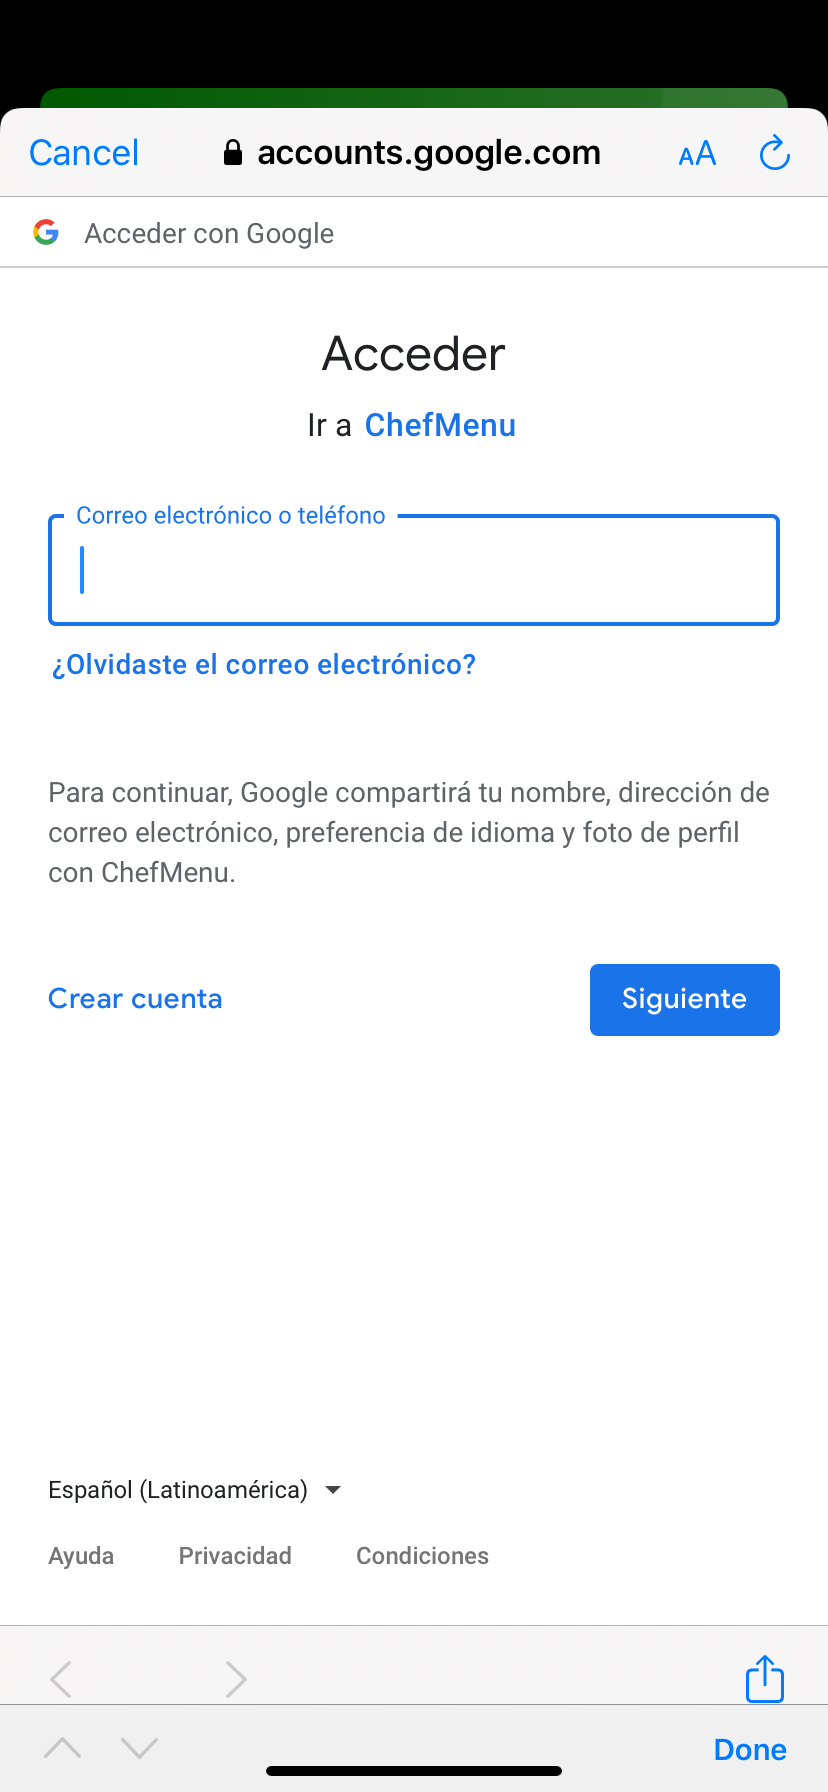 Cancel
accounts.google.com
AA
Acceder con Google
Acceder
Ir a ChefMenu
Correo electrónico o teléfono
¿Olvidaste el correo electrónico?
Para continuar, Google compartirá tu nombre, dirección de
correo electrónico, preferencia de idioma y foto de perfil
con ChefMenu.
Crear cuenta
Siguiente
Español (Latinoamérica)
Ayuda
Privacidad
Condiciones
Done